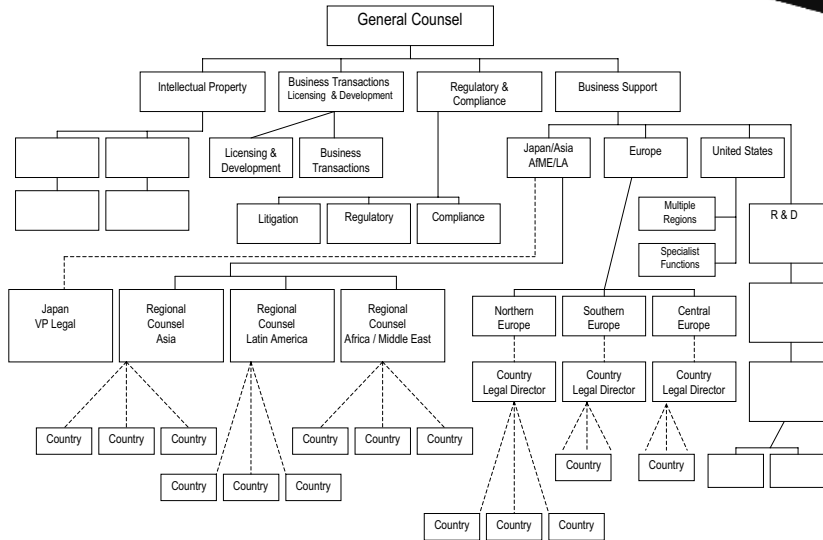 General Counsel
Intellectual Property
Business Transactions
Licensing & Development
Regulatory &
Compliance
Business Support
Licensing &
Development
Business
Transactions
Japan/Asia
AfME/LA
Europe
United States
Litigation
Regulatory
Compliance
Multiple
Regions
Specialist
Functions
R & D
Japan
VP Legal
Regional
Counsel
Asia
Regional
Counsel
Latin America
Regional
Counsel
Africa / Middle East
Northern
Europe
Southern
Europe
Central
Europe
Country
Legal Director
Country
Legal Director
Country
Legal Director
Country
Country
Country
Country
Country
Country
Country
Country
Country
Country
Country
Country
Country
Country